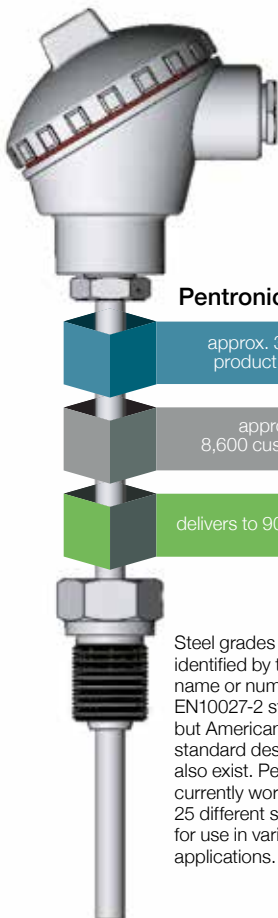 Pentronic
approx. 3
product
appro
8,600 cus
delivers to 90
Steel grades
identified by t
name or num
EN10027-2 s
but American
standard des
also exist. Pe
currently wor
25 different s
for use in vari
applications.